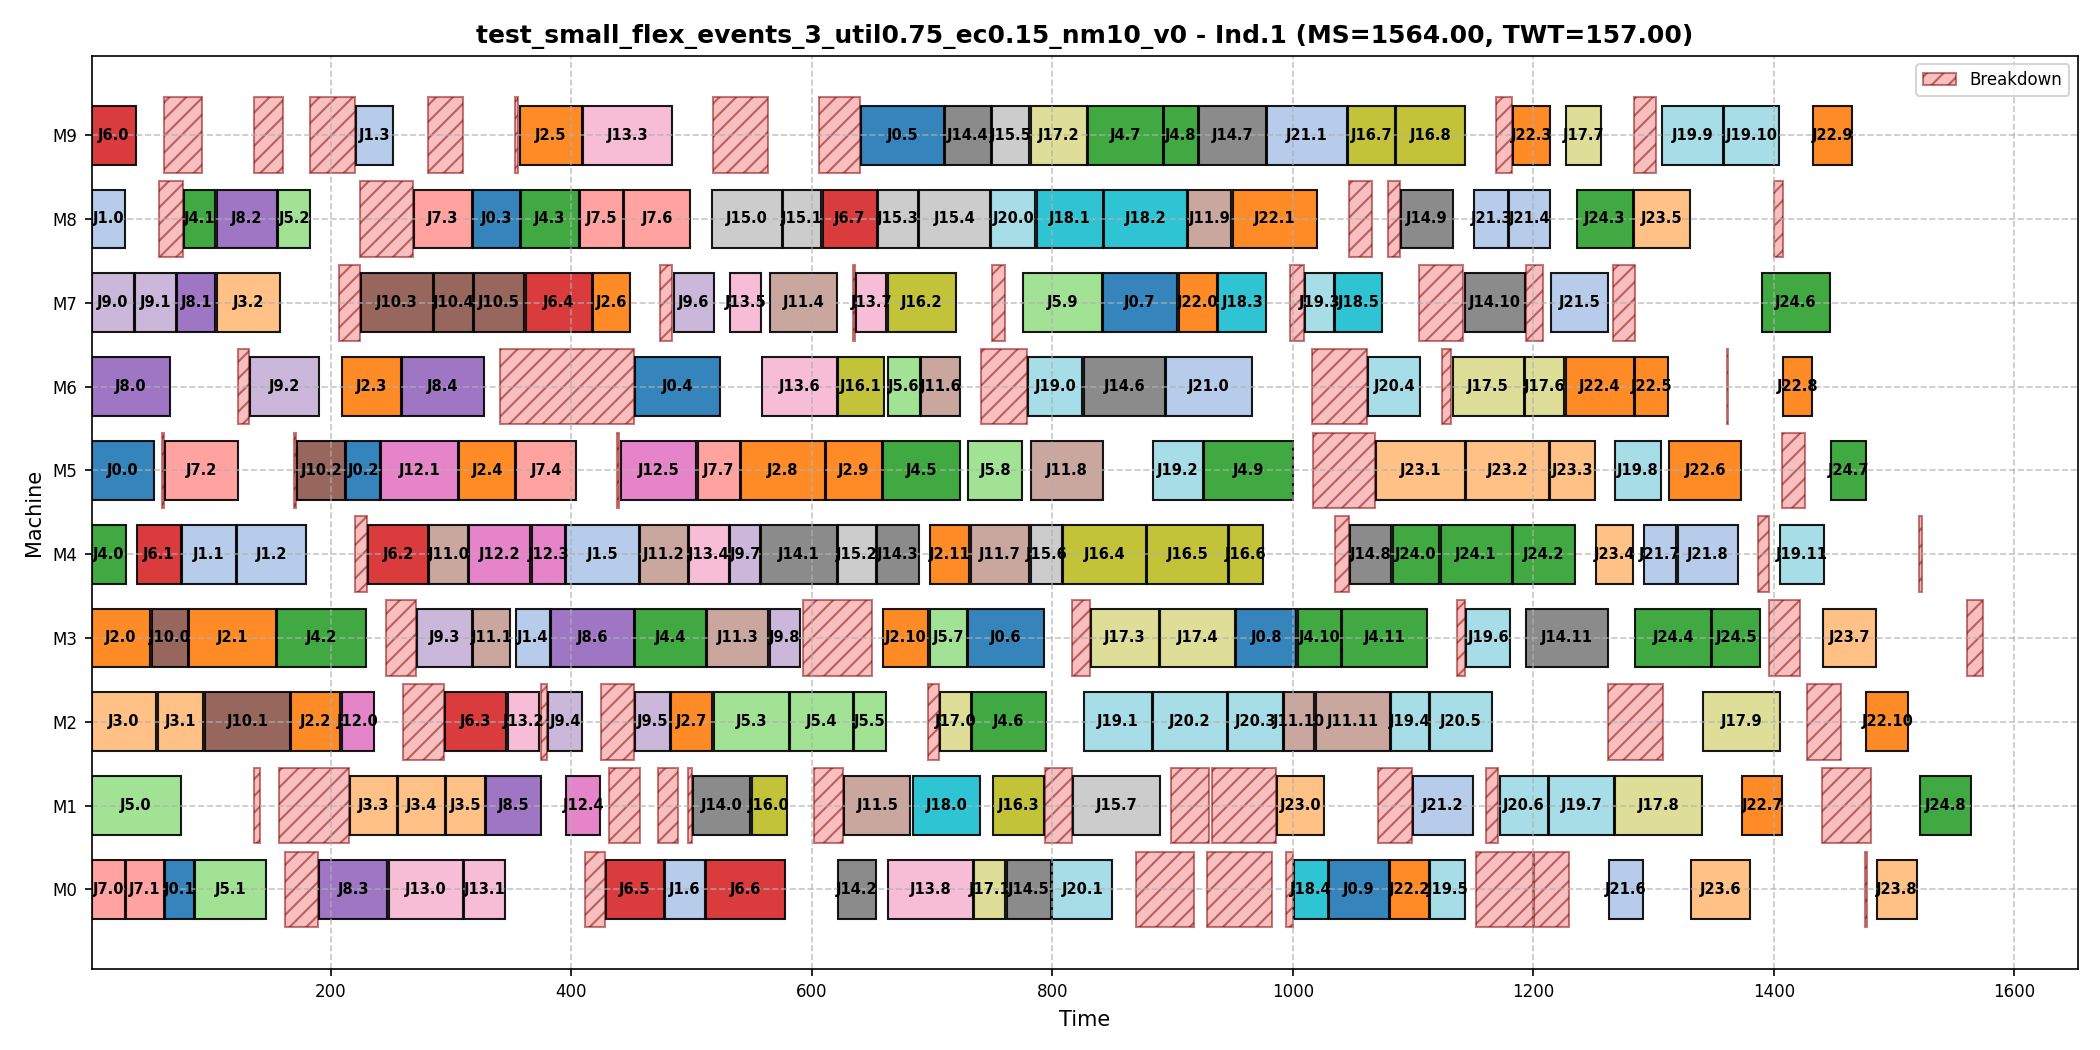 test_small_flex_events_3_util0.75_ec0.15_nm10_v0 - Ind.1 (MS=1564.00, TWT=157.00)
Breakdown
M9 J6.0 J1.3 J2.5 J13.3 J0.5 J14.4 J15.5 J17.2 J4.7 J4.8 J14.7 J21.1 J16.7 J16.8 J22.3 J17.7 J19.9 J19.10 J22.9
M8 J1.0 J4.1 J8.2 J5.2 J7.3 J0.3 J4.3 J7.5 J7.6 J15.0 J15.1 J6.7 J15.3 J15.4 J20.0 J18.1 J18.2 J11.9 J22.1 J14.9 J21.3 J21.4 J24.3 J23.5
M7 J9.0 J9.1 J8.1 J3.2 J10.3 J10.4 J10.5 J6.4 J2.6 J9.6 J13.5 J11.4 J13.7 J16.2 J5.9 J0.7 J22.0 J18.3 J19.3 J18.5 J14.10 J21.5 J24.6
M6 J8.0 J9.2 J2.3 J8.4 J0.4 J13.6 J16.1 J5.6 J11.6 J19.0 J14.6 J21.0 J20.4 J17.5 J17.6 J22.4 J22.5 J22.8
M5 J0.0 J7.2 J10.2 J0.2 J12.1 J2.4 J7.4 J12.5 J7.7 J2.8 J2.9 J4.5 J5.8 J11.8 J19.2 J4.9 J23.1 J23.2 J23.3 J19.8 J22.6 J24.7
M4 J4.0 J6.1 J1.1 J1.2 J6.2 J11.0 J12.2 J12.3 J1.5 J11.2 J13.4 J9.7 J14.1 J15.2 J14.3 J2.11 J11.7 J15.6 J16.4 J16.5 J16.6 J14.8 J24.0 J24.1 J24.2 J23.4 J21.7 J21.8 J19.11
M3 J2.0 J10.0 J2.1 J4.2 J9.3 J11.1 J1.4 J8.6 J4.4 J11.3 J9.8 J2.10 J5.7 J0.6 J17.3 J17.4 J0.8 J4.10 J4.11 J19.6 J14.11 J24.4 J24.5 J23.7
M2 J3.0 J3.1 J10.1 J2.2 J12.0 J6.3 J13.2 J9.4 J9.5 J2.7 J5.3 J5.4 J5.5 J17.0 J4.6 J19.1 J20.2 J20.3 J11.10 J11.11 J19.4 J20.5 J17.9 J22.10
M1 J5.0 J3.3 J3.4 J3.5 J8.5 J12.4 J14.0 J16.0 J11.5 J18.0 J16.3 J15.7 J23.0 J21.2 J20.6 J19.7 J17.8 J22.7 J24.8
M0 J7.0 J7.1 J0.1 J5.1 J8.3 J13.0 J13.1 J6.5 J1.6 J6.6 J14.2 J13.8 J17.1 J14.5 J20.1 J18.4 J0.9 J22.2 J19.5 J21.6 J23.6 J23.8
Machine
200 400 600 800 1000 1200 1400 1600
Time